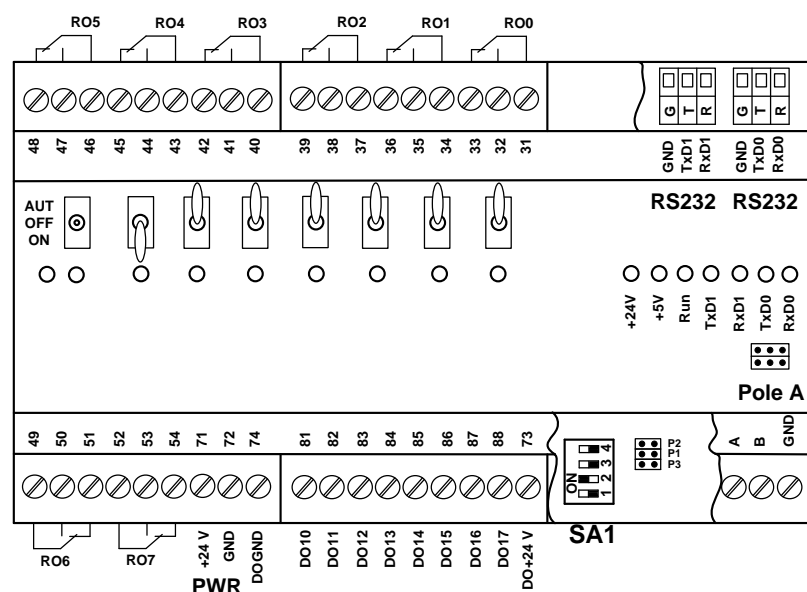 RO5 RO4 RO3 RO2 RO1 RO0
G T R G T R
48 47 46 45 44 43 42 41 40 39 38 37 36 35 34 33 32 31
GND TxD1 RxD1 GND TxD0 RxD0
RS232 RS232
AUT
OFF
ON
+24V +5V Run TxD1 RxD1 TxD0 RxD0
Pole A
49 50 51 52 53 54 71 72 74 81 82 83 84 85 86 87 88 73 A B GND
ON
1 2 3 4
P2
P1
P3
SA1
RO6 RO7
+24 V GND DOGND DO10 DO11 DO12 DO13 DO14 DO15 DO16 DO17 DO+24 V
PWR